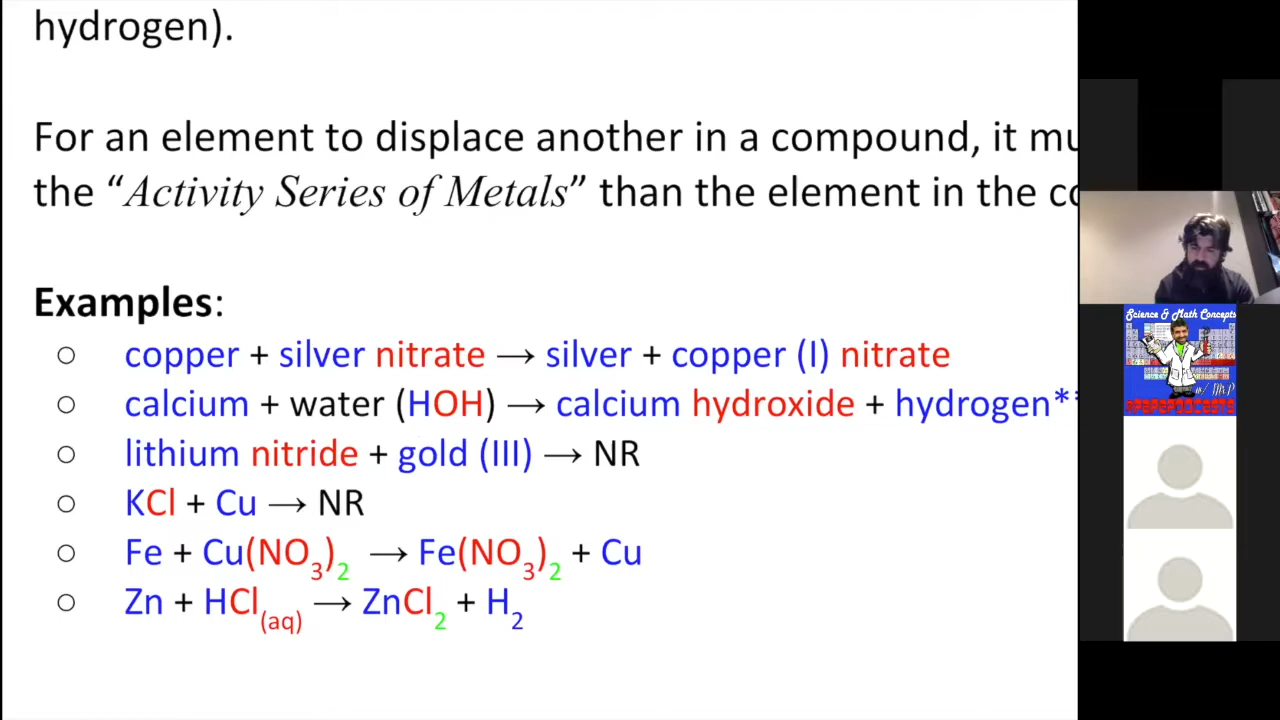 hydrogen).
For an element to displace another in a compound, it mu
the “Activity Series of Metals” than the element in the co
Examples:
○ copper + silver nitrate → silver + copper (I) nitrate
○ calcium + water (HOH) → calcium hydroxide + hydrogen**
○ lithium nitride + gold (III) → NR
○ KCl + Cu → NR
○ Fe + Cu(NO₃)₂ → Fe(NO₃)₂ + Cu
○ Zn + HCl(aq) → ZnCl₂ + H₂
Science & Math Concepts
w/ MVP